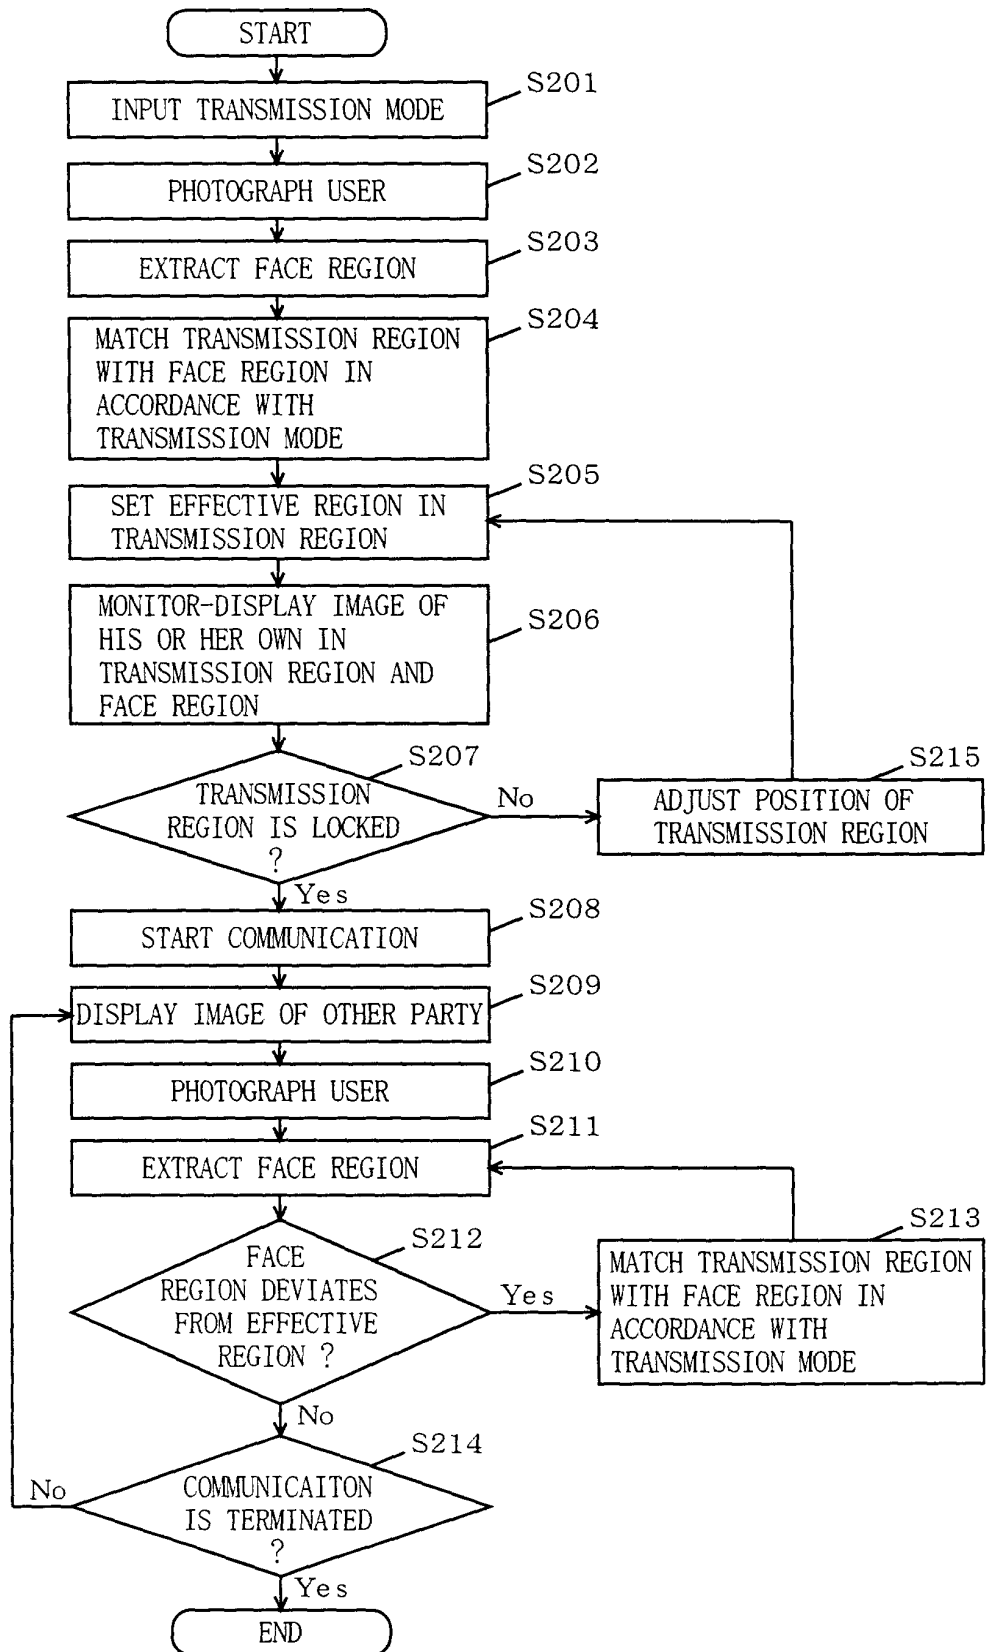 START
S201
INPUT TRANSMISSION MODE
S202
PHOTOGRAPH USER
S203
EXTRACT FACE REGION
S204
MATCH TRANSMISSION REGION
WITH FACE REGION IN
ACCORDANCE WITH
TRANSMISSION MODE
S205
SET EFFECTIVE REGION IN
TRANSMISSION REGION
S206
MONITOR-DISPLAY IMAGE OF
HIS OR HER OWN IN
TRANSMISSION REGION AND
FACE REGION
S207
TRANSMISSION
REGION IS LOCKED
?
No
S215
ADJUST POSITION OF
TRANSMISSION REGION
Yes
S208
START COMMUNICATION
S209
DISPLAY IMAGE OF OTHER PARTY
S210
PHOTOGRAPH USER
S211
EXTRACT FACE REGION
S212
FACE
REGION DEVIATES
FROM EFFECTIVE
REGION ?
Yes
S213
MATCH TRANSMISSION REGION
WITH FACE REGION IN
ACCORDANCE WITH
TRANSMISSION MODE
No
S214
COMMUNICAITON
IS TERMINATED
?
No
Yes
END